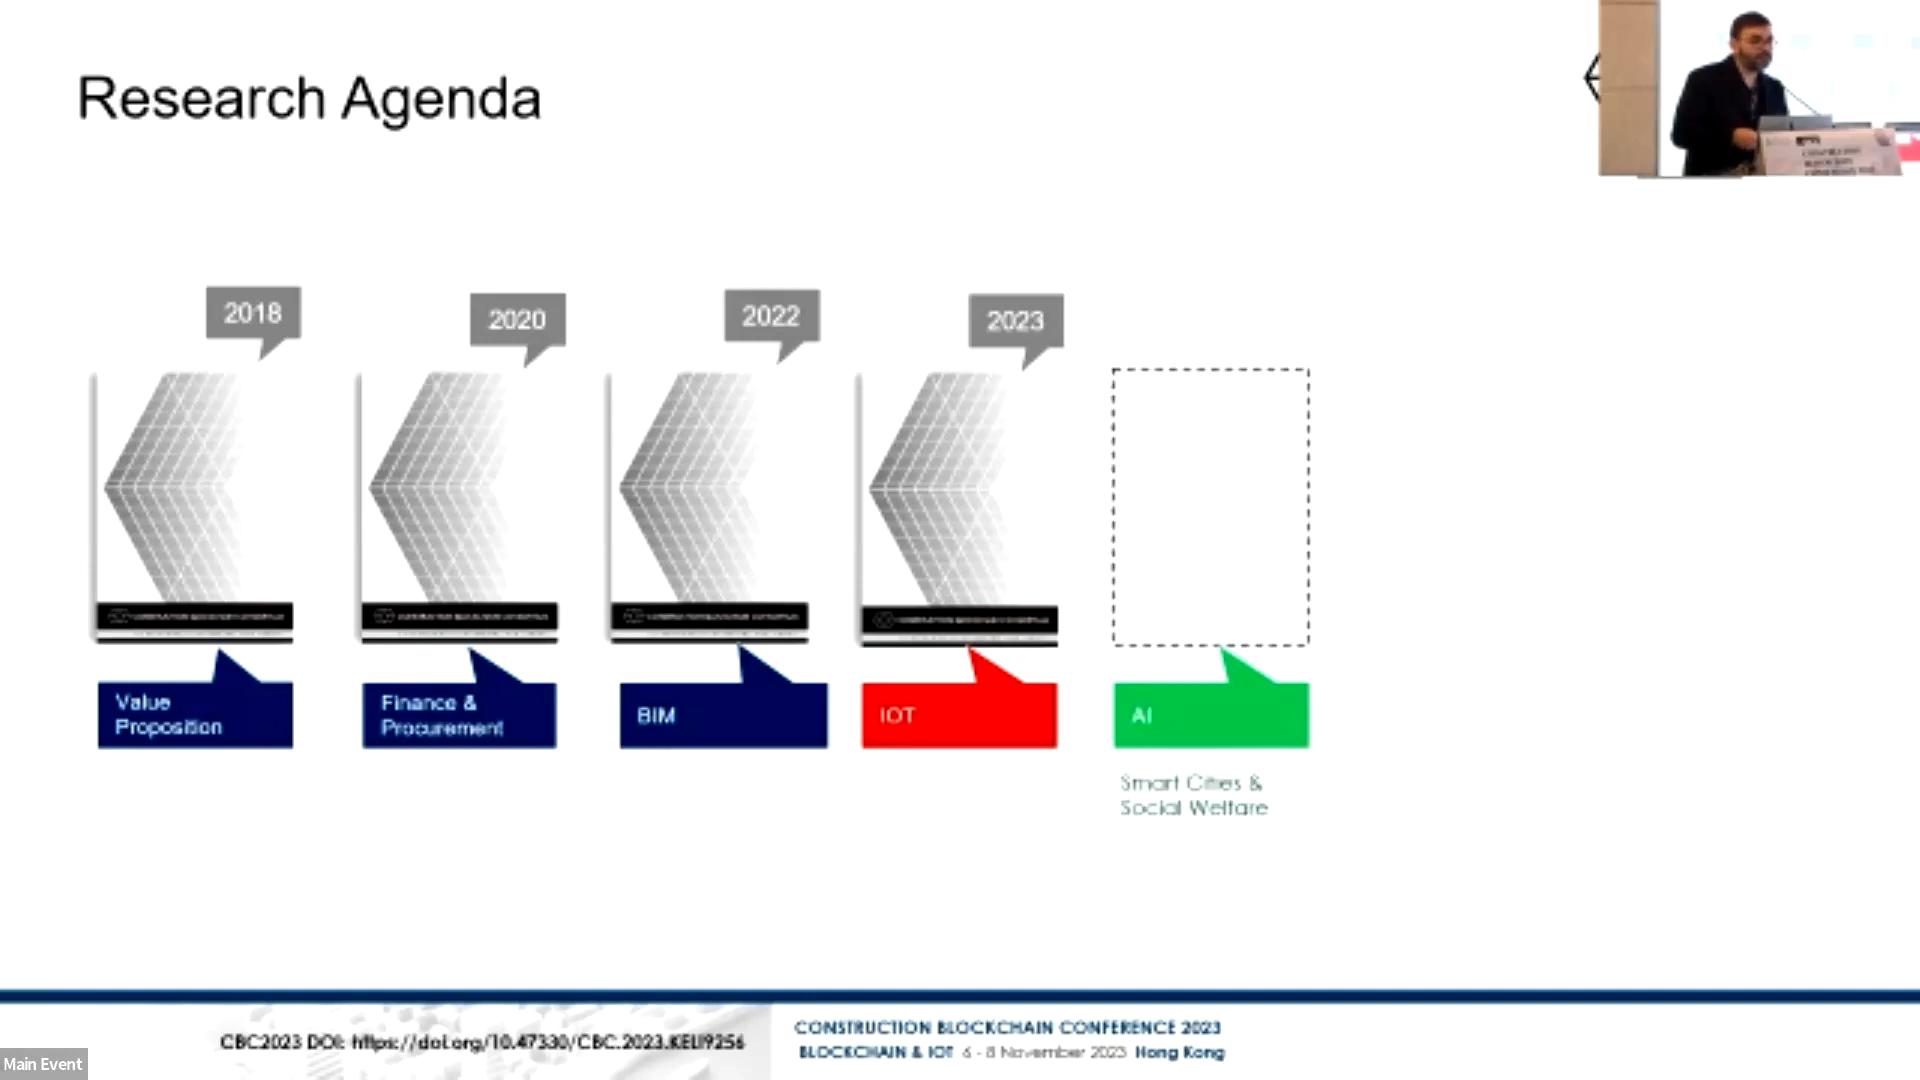 Research Agenda
2018
2020
2022
2023
Value
Proposition
Finance &
Procurement
BIM
IOT
AI
Smart Cities &
Social Welfare
CBC2023 DOI: https://doi.org/10.47330/CBC.2023.KELI9256
CONSTRUCTION BLOCKCHAIN CONFERENCE 2023
BLOCKCHAIN & IOT 6 - 8 November 2023 Hong Kong
Main Event